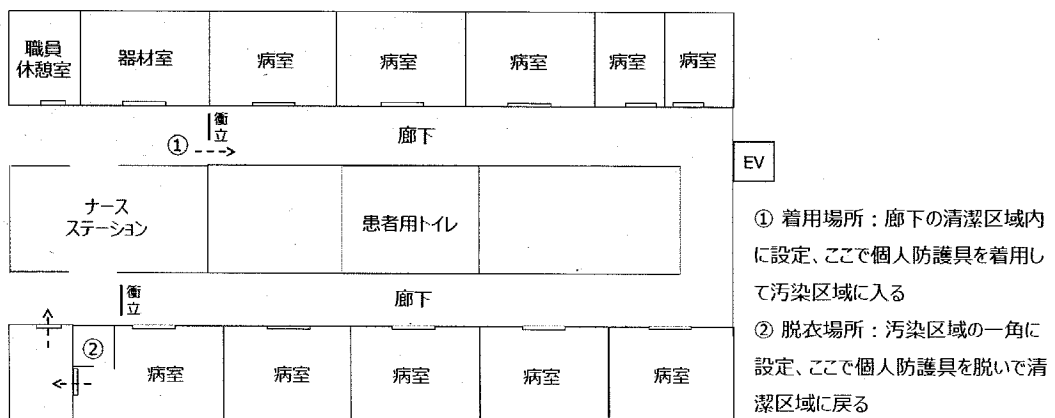 職員
休憩室
器材室
病室
病室
病室
病室
病室
衝立
①
廊下
EV
ナース
ステーション
患者用トイレ
衝立
廊下
②
病室
病室
病室
病室
病室
① 着用場所：廊下の清潔区域内
に設定、ここで個人防護具を着用し
て汚染区域に入る
② 脱衣場所：汚染区域の一角に
設定、ここで個人防護具を脱いで清
潔区域に戻る